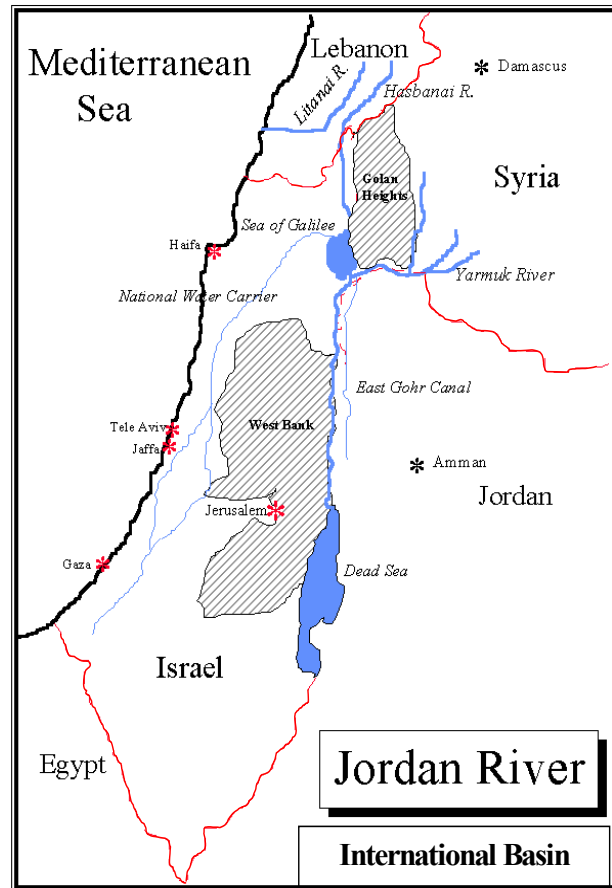 Lebanon
Mediterranean
Sea
Litanai R.
Hasbanai R.
Damascus
Golan
Heights
Syria
Sea of Galilee
Haifa
Yarmuk River
National Water Carrier
East Gohr Canal
Tele Aviv
West Bank
Jaffa
Amman
Jordan
Jerusalem
Gaza
Dead Sea
Israel
Egypt
Jordan River
International Basin